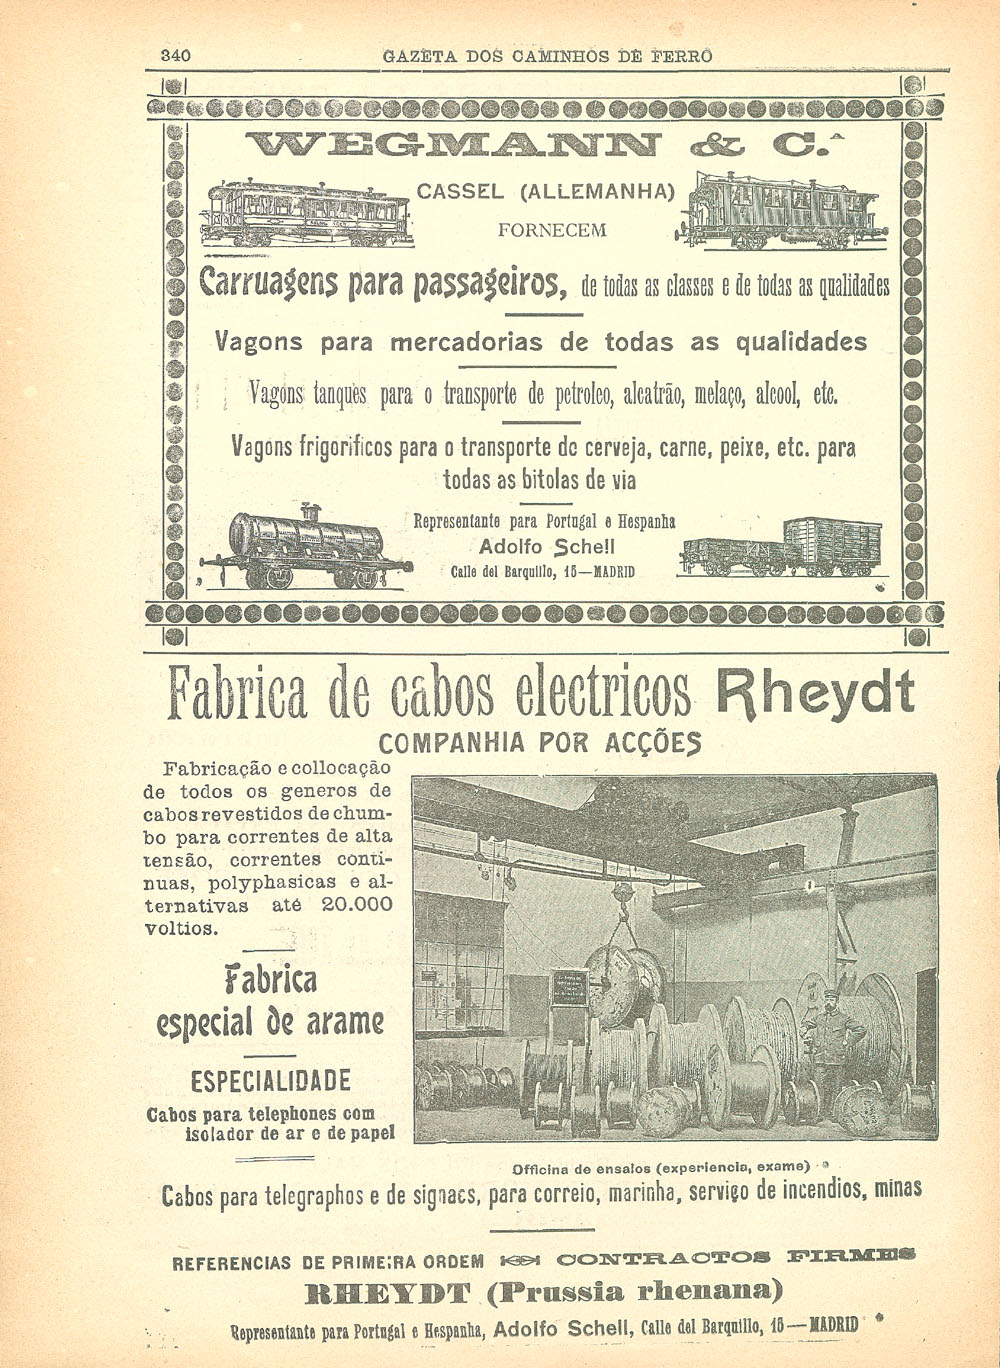 340
GAZETA DOS CAMINHOS DE FERRO
WEGMANN & C.A
CASSEL (ALLEMANHA)
FORNECEM
Carruagens para passageiros, de todas as classes e de todas as qualidades
Vagons para mercadorias de todas as qualidades
Vagons tanques para o transporte de petroleo, alcatrão, melaço, alcool, etc.
Vagons frigorificos para o transporte de cerveja, carne, peixe, etc. para
todas as bitolas de via
Representante para Portugal e Hespanha
Adolfo Schell
Calle del Barquillo, 15—MADRID
Fabrica de cabos electricos Rheydt
COMPANHIA POR ACÇÕES
Fabricação e collocação
de todos os generos de
cabos revestidos de chum-
bo para correntes de alta
tensão, correntes conti-
nuas, polyphasicas e al-
ternativas até 20.000
voltios.
Fabrica
especial de arame
ESPECIALIDADE
Cabos para telephones com
isolador de ar e de papel
Officina de ensaios (experiencia, exame)
Cabos para telegraphos e de signaes, para correio, marinha, serviço de incendios, minas
REFERENCIAS DE PRIMEIRA ORDEM CONTRACTOS FIRMES
RHEYDT (Prussia rhenana)
Representante para Portugal e Hespanha, Adolfo Schell, Calle del Barquillo, 15—MADRID